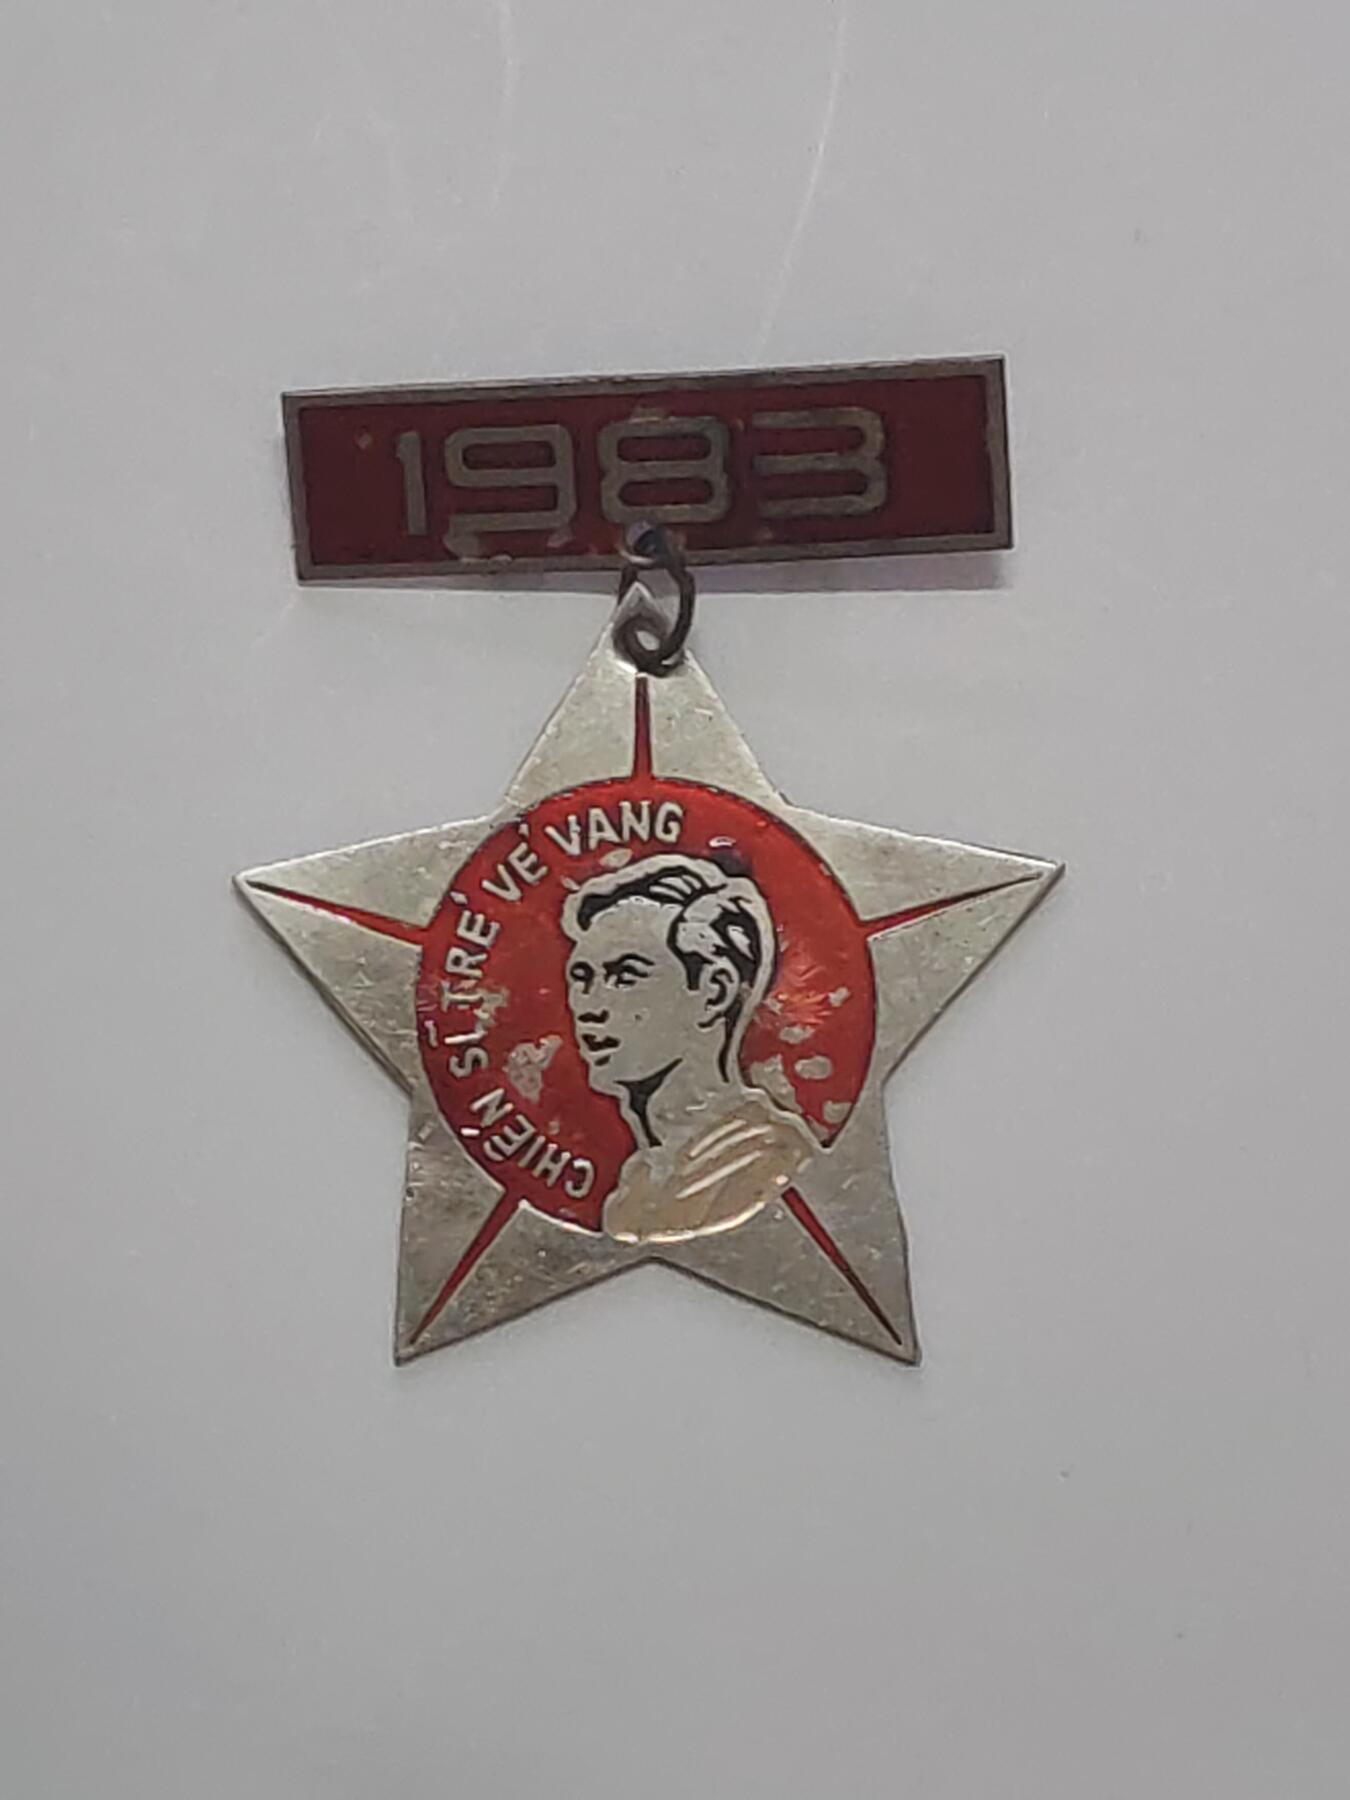 1983
CHIẾN SĨ TRẺ VẺ VANG